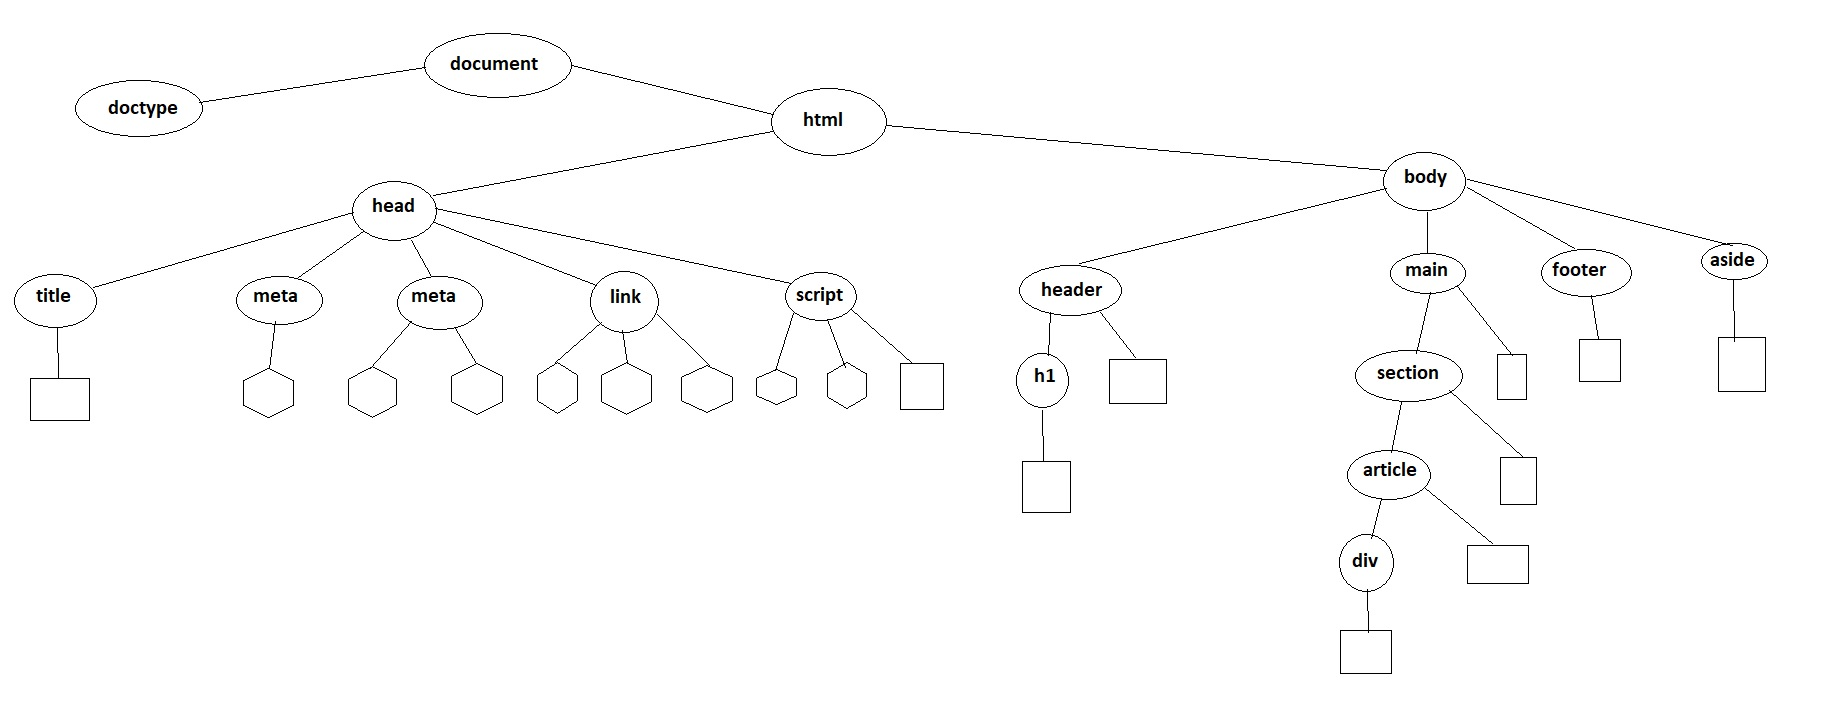 document
doctype
html
body
head
title
meta
meta
link
script
header
main
footer
aside
h1
section
article
div